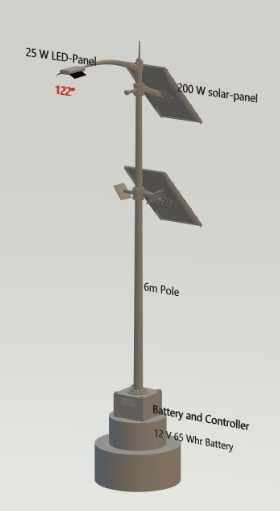 25 W LED-Panel
122°
200 W solar-panel
6m Pole
Battery and Controller
12 V 65 Whr Battery